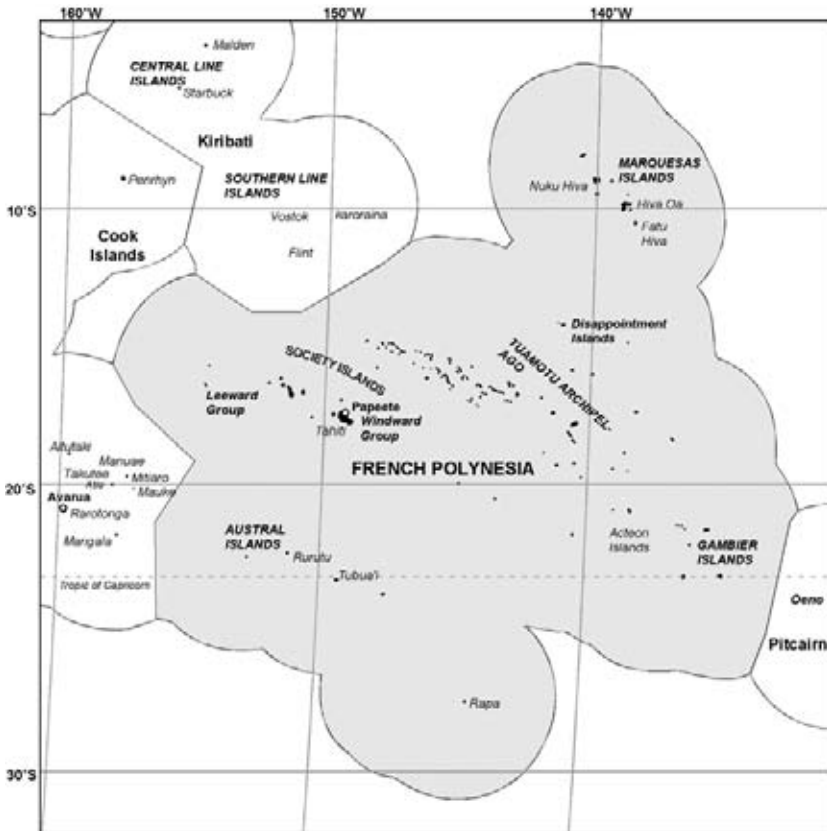 160°W
150°W
140°W
Malden
CENTRAL LINE
ISLANDS
Starbuck
Kiribati
Penrhyn
SOUTHERN LINE
ISLANDS
Vostok
karoraina
Flint
MARQUESAS
ISLANDS
Nuku Hiva
Hiva Oa
Fatu
Hiva
10°S
Cook
Islands
Disappointment
Islands
SOCIETY ISLANDS
TUAMOTU ARCHIPEL-
AGO
Leeward
Group
Papeete
Windward
Group
Tahiti
FRENCH POLYNESIA
Aitutaki
Manuae
Takutea
Mitiaro
Atiu
Mauke
20°S
Avarua
Rarotonga
Mangaia
AUSTRAL
ISLANDS
Rurutu
Tubua'i
Acteon
Islands
GAMBIER
ISLANDS
Tropic of Capricorn
Oeno
Pitcairn
Rapa
30°S